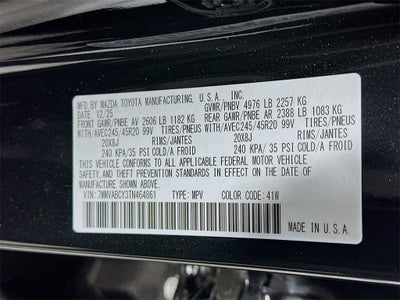 MFD. BY MAZDA TOYOTA MANUFACTURING, U.S.A., INC.
DATE: 12/25 GVWR/PNBV 4976 LB 2257 KG
FRONT GAWR/PNBE AV 2606 LB 1182 KG REAR GAWR/PNBE AR 2388 LB 1083 KG
WITH/AVEC245/45R20 99V TIRES/PNEUS WITH/AVEC245/45R20 99V TIRES/PNEUS
20X8J RIMS/JANTES 20X8J RIMS/JANTES
240 KPA/35 PSI COLD/A FROID 240 KPA/35 PSI COLD/A FROID
THIS VEHICLE CONFORMS TO ALL APPLICABLE FEDERAL MOTOR VEHICLE
SAFETY, BUMPER, AND THEFT PREVENTION STANDARDS IN EFFECT ON THE DATE OF
MANUFACTURE SHOWN ABOVE.
VIN: 7MMVABCY3TN464861 TYPE: MPV COLOR CODE: 41W
MADE IN U.S.A.